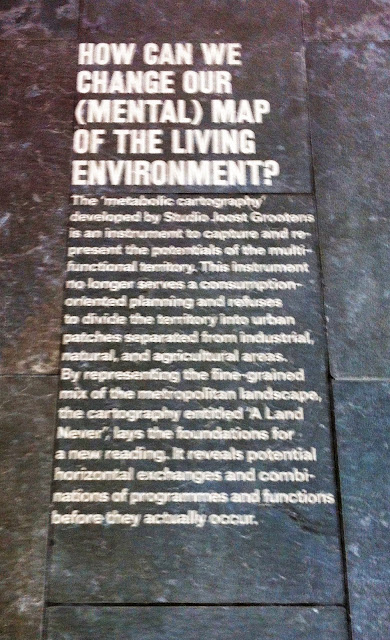 HOW CAN WE
CHANGE OUR
(MENTAL) MAP
OF THE LIVING
ENVIRONMENT?
The 'metabolic cartography'
developed by Studio Joost Grootens
is an instrument to capture and re-
present the potentials of the multi-
functional territory. This instrument
no longer serves a consumption-
oriented planning and refuses
to divide the territory into urban
patches separated from industrial,
natural, and agricultural areas.
By representing the fine-grained
mix of the metropolitan landscape,
the cartography entitled 'A Land
Never', lays the foundations for
a new reading. It reveals potential
horizontal exchanges and combi-
nations of programmes and functions
before they actually occur.